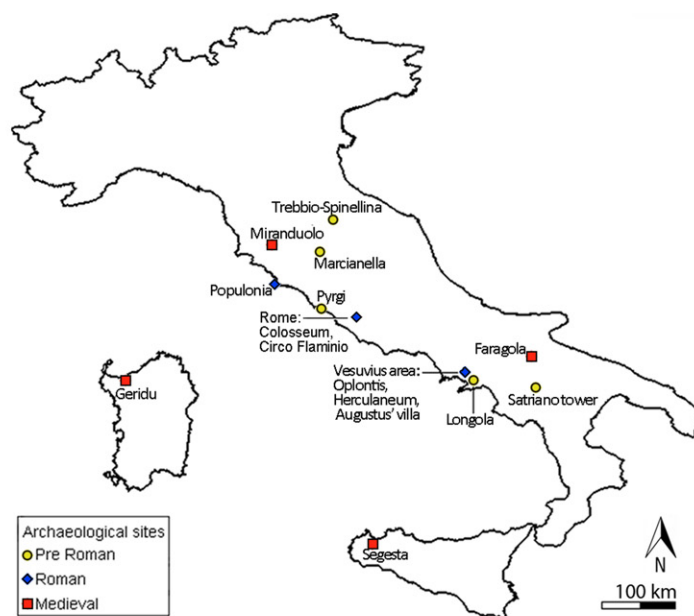 Trebbio-Spinellina
Miranduolo
Marcianella
Populonia
Pyrgi
Rome:
Colosseum,
Circo Flaminio
Faragola
Vesuvius area:
Oplontis,
Herculaneum,
Augustus' villa
Longola
Satriano tower
Geridu
Segesta
Archaeological sites
Pre Roman
Roman
Medieval
N
100 km